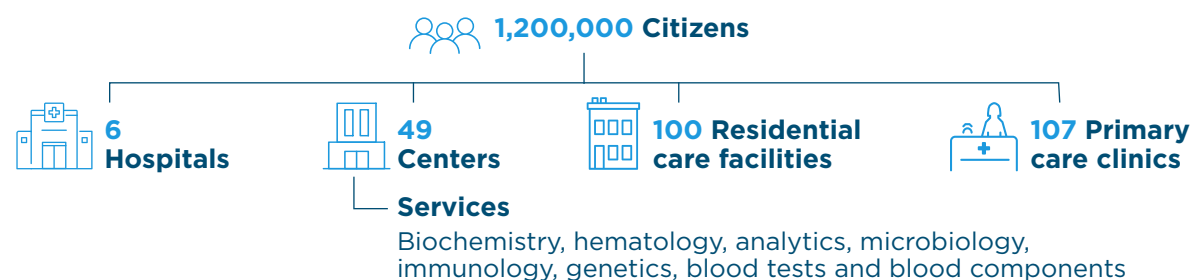 1,200,000 Citizens
6
Hospitals
49
Centers
100 Residential
care facilities
107 Primary
care clinics
Services
Biochemistry, hematology, analytics, microbiology,
immunology, genetics, blood tests and blood components